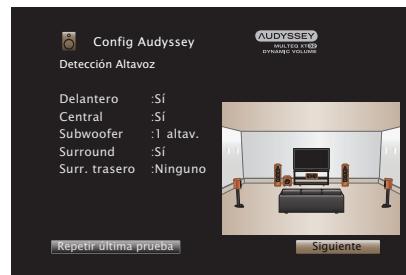 Config Audyssey
AUDYSSEY
MULTEQ XT32
DYNAMIC VOLUME
Detección Altavoz
Delantero :Sí
Central :Sí
Subwoofer :1 altav.
Surround :Sí
Surr. trasero :Ninguno
Repetir última prueba
Siguiente